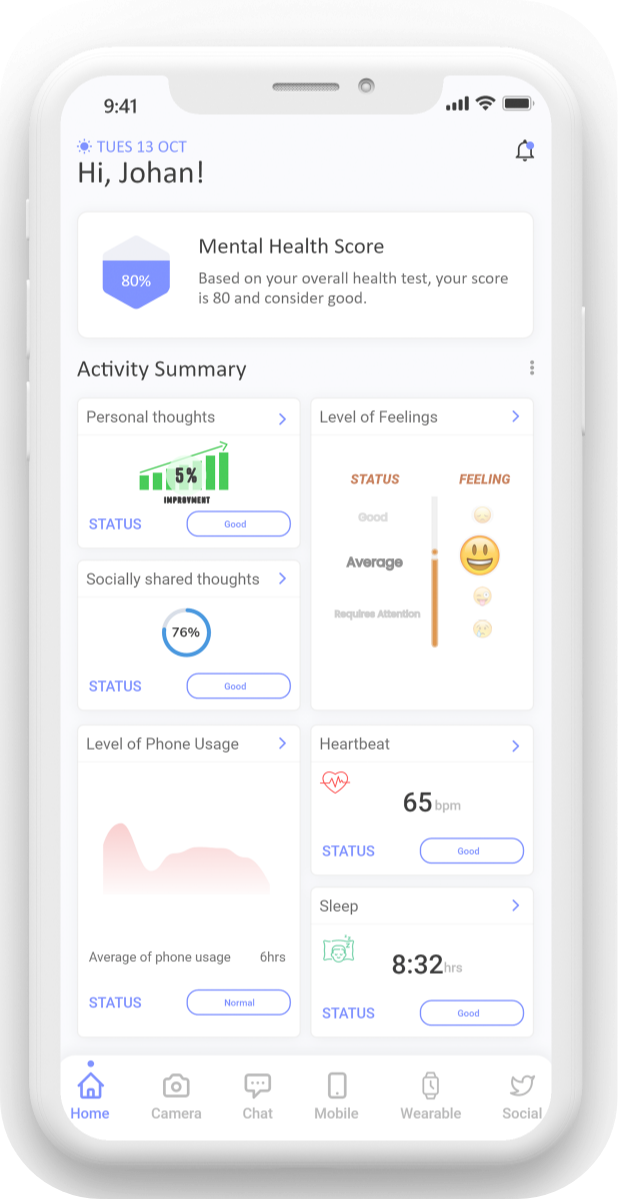 9:41
TUES 13 OCT
Hi, Johan!
80%
Mental Health Score
Based on your overall health test, your score
is 80 and consider good.
Activity Summary
Personal thoughts
5%
IMPROVMENT
STATUS
Good
Level of Feelings
STATUS
FEELING
Good
Average
Requires Attention
Socially shared thoughts
76%
STATUS
Good
Level of Phone Usage
Average of phone usage
6hrs
STATUS
Normal
Heartbeat
65 bpm
STATUS
Good
Sleep
8:32 hrs
STATUS
Good
Home
Camera
Chat
Mobile
Wearable
Social